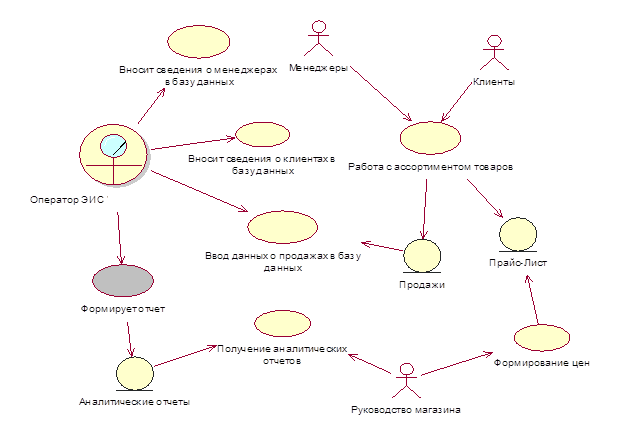 Менеджеры
Клиенты
Вносит сведения о менеджерах
в базу данных
Вносит сведения о клиентах в
базу данных
Работа с ассортиментом товаров
Оператор ЭИС
Ввод данных о продажах в базу
данных
Прайс-Лист
Продажи
Формирует отчет
Получение аналитических
отчетов
Формирование цен
Аналитические отчеты
Руководство магазина